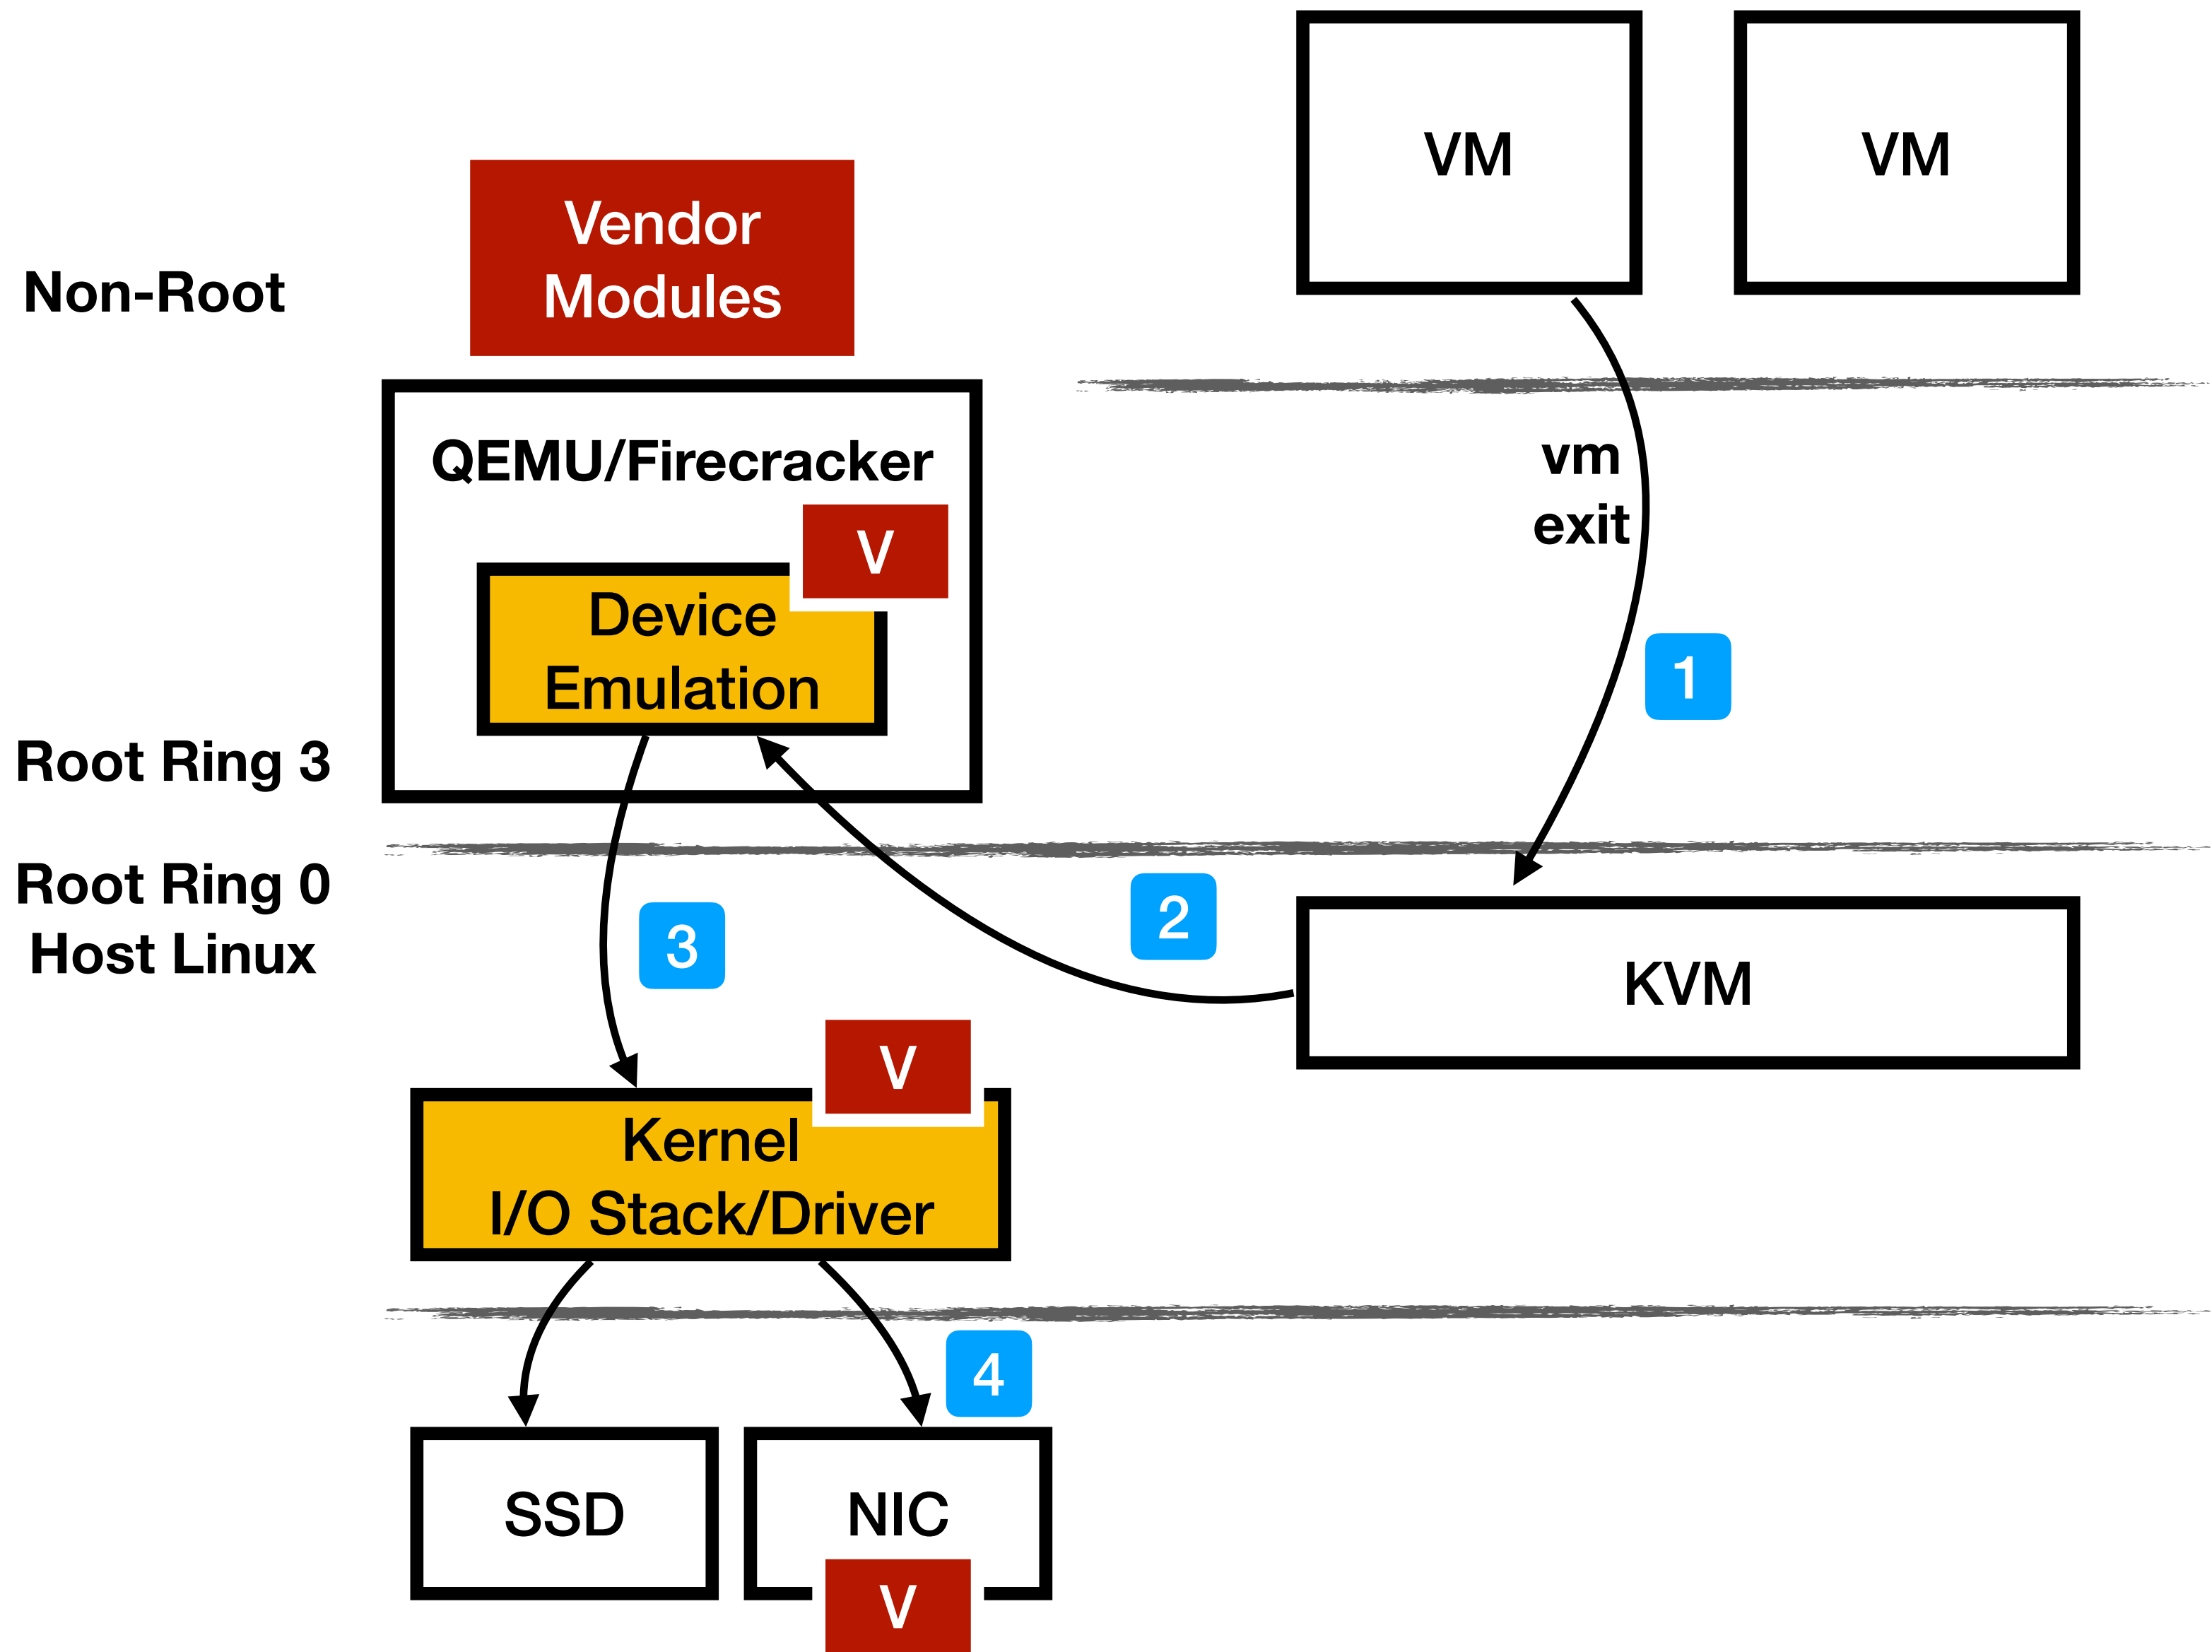 VM
VM
Vendor
Modules
Non-Root
QEMU/Firecracker
vm
exit
V
Device
Emulation
1
Root Ring 3
Root Ring 0
Host Linux
2
3
KVM
V
Kernel
I/O Stack/Driver
4
SSD
NIC
V